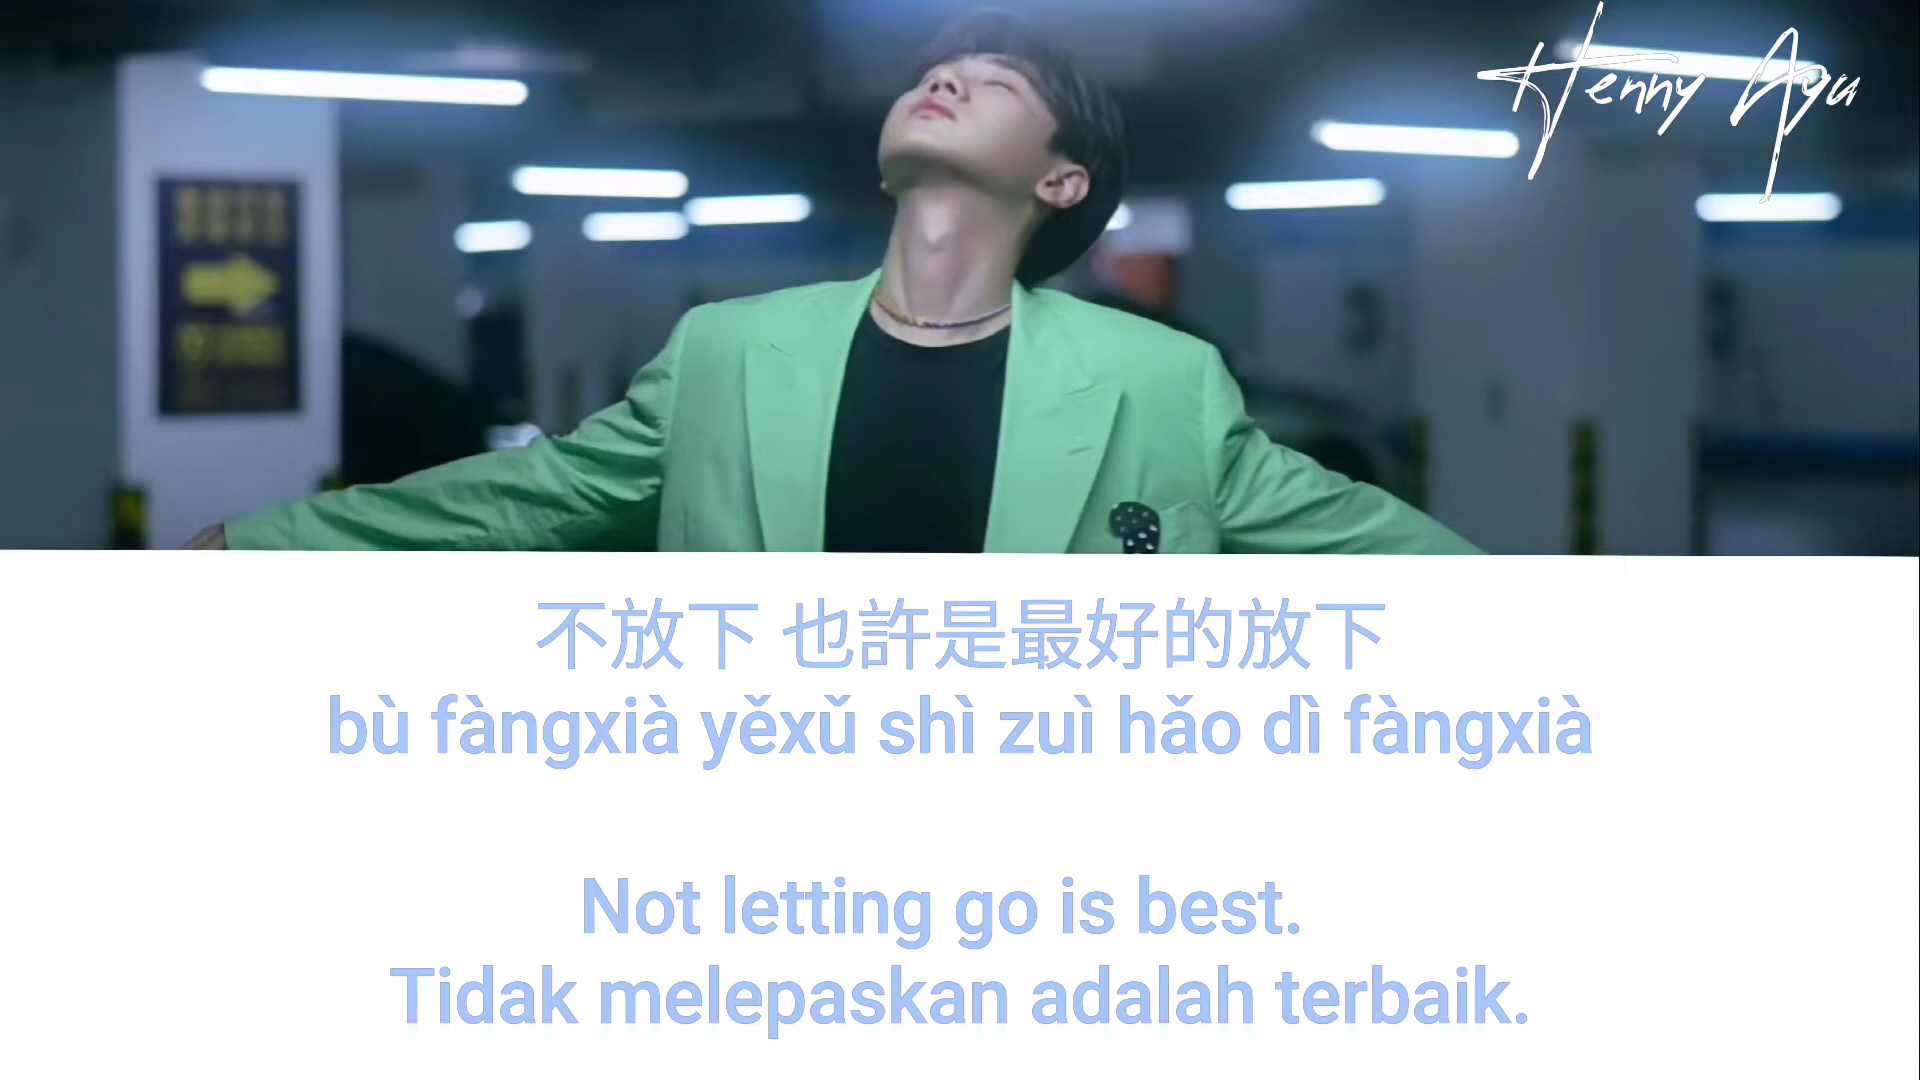 Henny Ayu
不放下 也許是最好的放下
bù fàngxià yěxǔ shì zuì hǎo dì fàngxià
Not letting go is best.
Tidak melepaskan adalah terbaik.